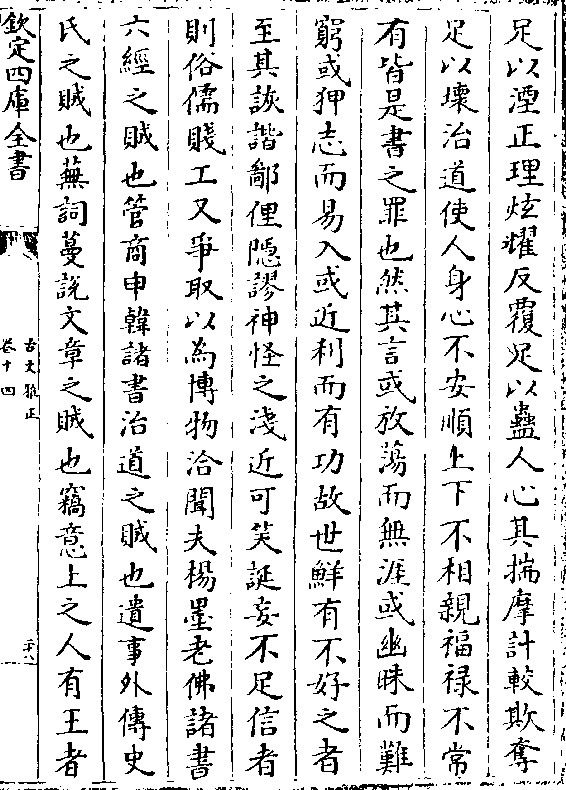 足以湮正理炫耀反覆足以蠱人心其揣摩計較欺奪
足以壞治道使人身心不安順上下不相親福禄不常
有皆是書之罪也然其言或放蕩而無涯或幽昧而難
窮或狎志而易入或近利而有功故世鮮有不好之者
至其詼諧鄙俚隠謬神怪之淺近可笑誕妄不足信者
則俗儒賤工又爭取以為博物洽聞夫楊墨老佛諸書
六經之賊也管商申韓諸書治道之賊也遺事外傳史
氏之賊也蕪詞蔓説文章之賊也竊意上之人有王者
欽定四庫全書
古文雅正
卷十四
二十八